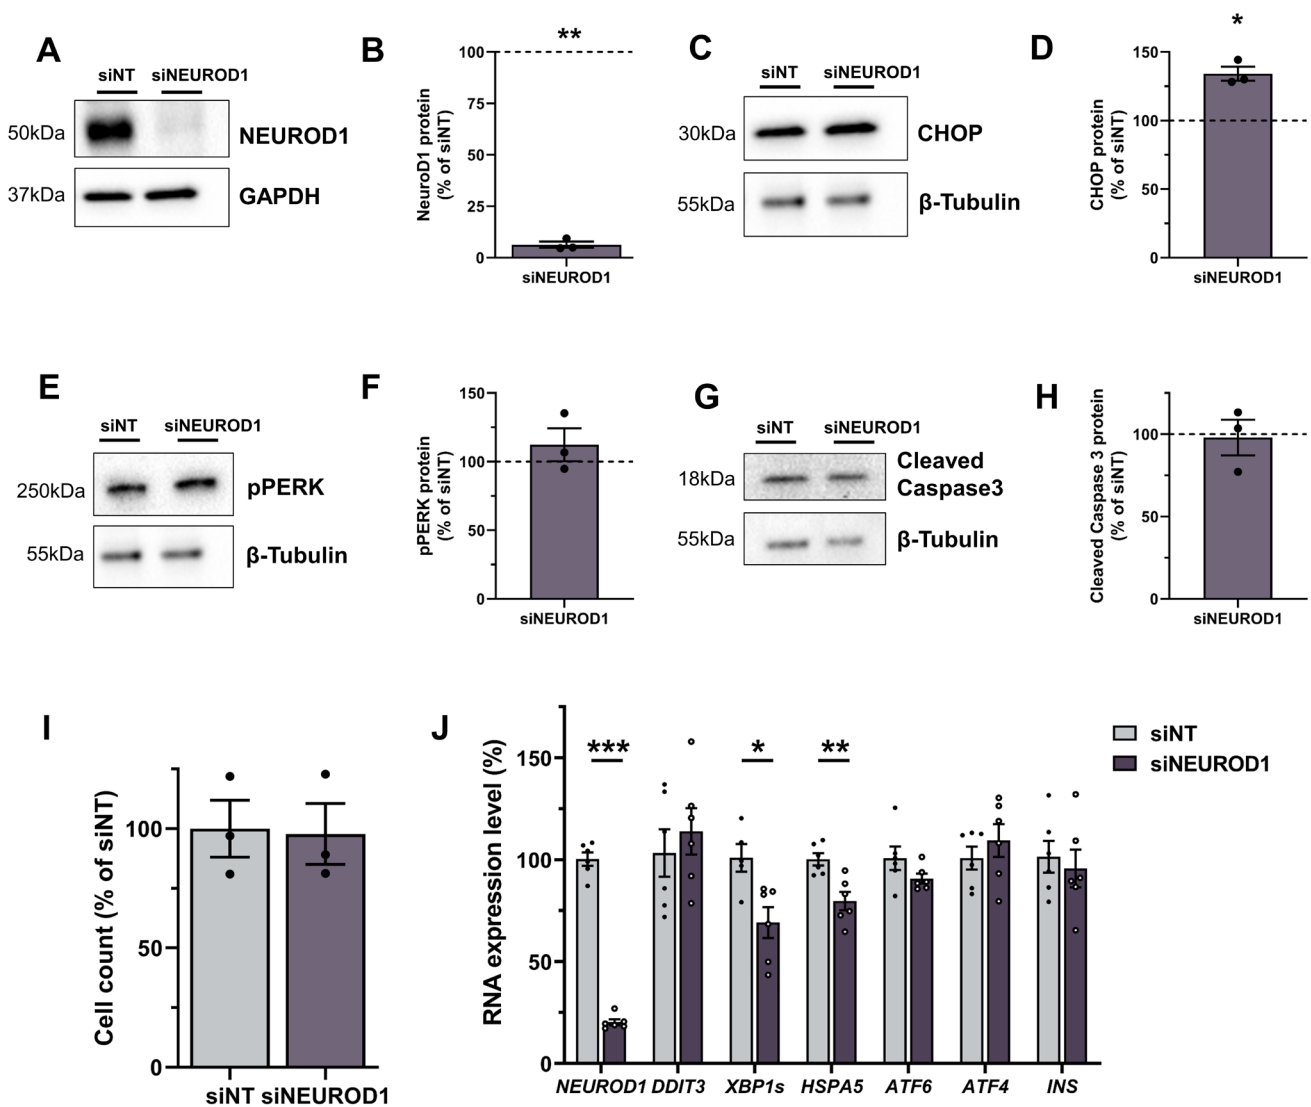 A
siNT siNEUROD1
50kDa NEUROD1
37kDa GAPDH
B
**
NeuroD1 protein
(% of siNT)
100
75
50
25
0
siNEUROD1
C
siNT siNEUROD1
30kDa CHOP
55kDa β-Tubulin
D
*
CHOP protein
(% of siNT)
150
100
50
0
siNEUROD1
E
siNT siNEUROD1
250kDa pPERK
55kDa β-Tubulin
F
pPERK protein
(% of siNT)
150
100
50
0
siNEUROD1
G
siNT siNEUROD1
18kDa Cleaved
Caspase3
55kDa β-Tubulin
H
Cleaved Caspase 3 protein
(% of siNT)
100
50
0
siNEUROD1
I
Cell count (% of siNT)
100
50
0
siNT siNEUROD1
J
RNA expression level (%)
150
100
50
0
*** * **
NEUROD1 DDIT3 XBP1s HSPA5 ATF6 ATF4 INS
siNT
siNEUROD1